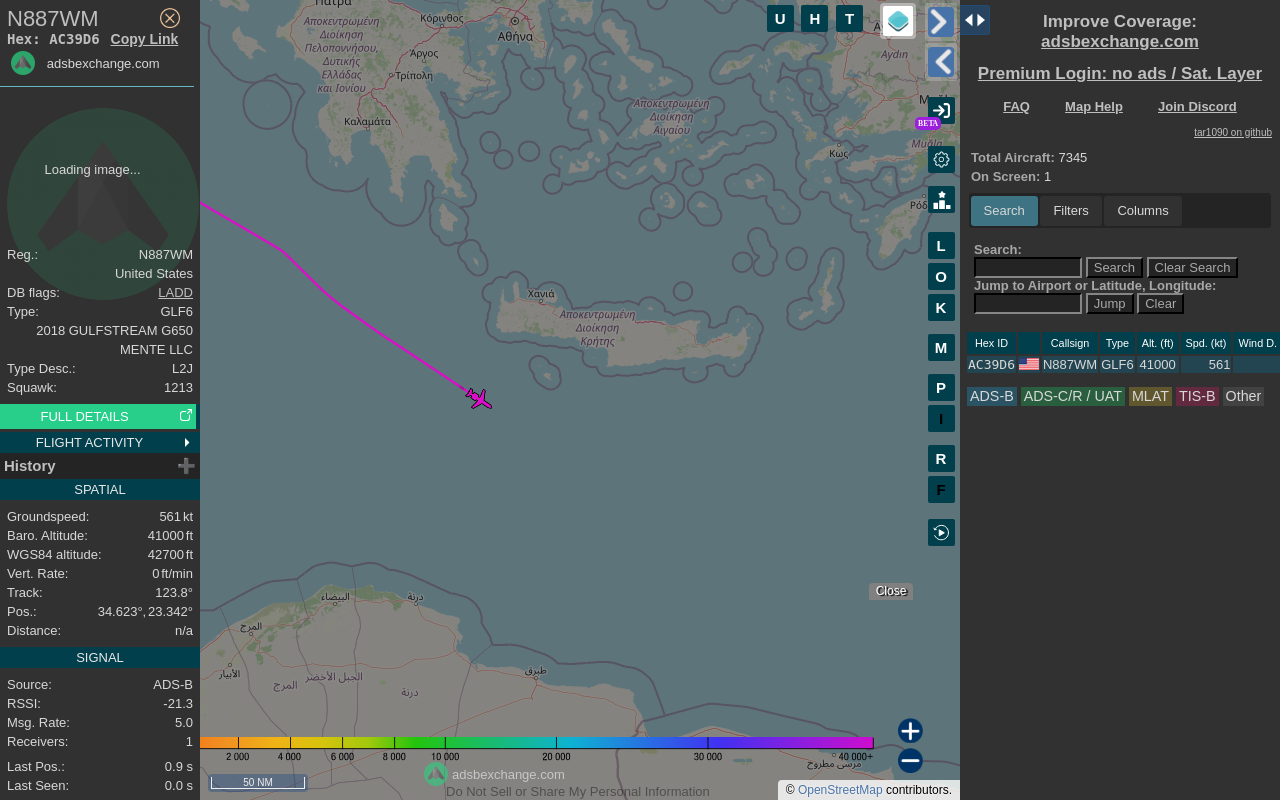 N887WM
Hex: AC39D6 Copy Link
adsbexchange.com
Loading image...
Reg.: N887WM
United States
DB flags: LADD
Type: GLF6
2018 GULFSTREAM G650
MENTE LLC
Type Desc.: L2J
Squawk: 1213
FULL DETAILS
FLIGHT ACTIVITY
History
SPATIAL
Groundspeed: 561 kt
Baro. Altitude: 41000 ft
WGS84 altitude: 42700 ft
Vert. Rate: 0 ft/min
Track: 123.8°
Pos.: 34.623°, 23.342°
Distance: n/a
SIGNAL
Source: ADS-B
RSSI: -21.3
Msg. Rate: 5.0
Receivers: 1
Last Pos.: 0.9 s
Last Seen: 0.0 s
Πάτρα
Κόρινθος
Αθήνα
Αποκεντρωμένη
Διοίκηση
Πελοποννήσου,
Δυτικής
Ελλάδας
και Ιονίου
Άργος
Τρίπολη
Καλαμάτα
Αποκεντρωμένη
Διοίκηση
Αιγαίου
Aydın
Muğla
Κως
Χανιά
Αποκεντρωμένη
Διοίκηση
Κρήτης
البيضاء
درنة
المرج
الأبيار
المرج
الجبل الأخضر
درنة
طبرق
مرسى مطروح
U H T
BETA
L
O
K
M
P
I
R
F
Close
2 000 4 000 6 000 8 000 10 000 20 000 30 000 40 000+
50 NM
adsbexchange.com
Do Not Sell or Share My Personal Information
© OpenStreetMap contributors.
Improve Coverage:
adsbexchange.com
Premium Login: no ads / Sat. Layer
FAQ Map Help Join Discord
tar1090 on github
Total Aircraft: 7345
On Screen: 1
Search Filters Columns
Search:
Search Clear Search
Jump to Airport or Latitude, Longitude:
Jump Clear
Hex ID Callsign Type Alt. (ft) Spd. (kt) Wind D.
AC39D6 N887WM GLF6 41000 561
ADS-B ADS-C/R / UAT MLAT TIS-B Other